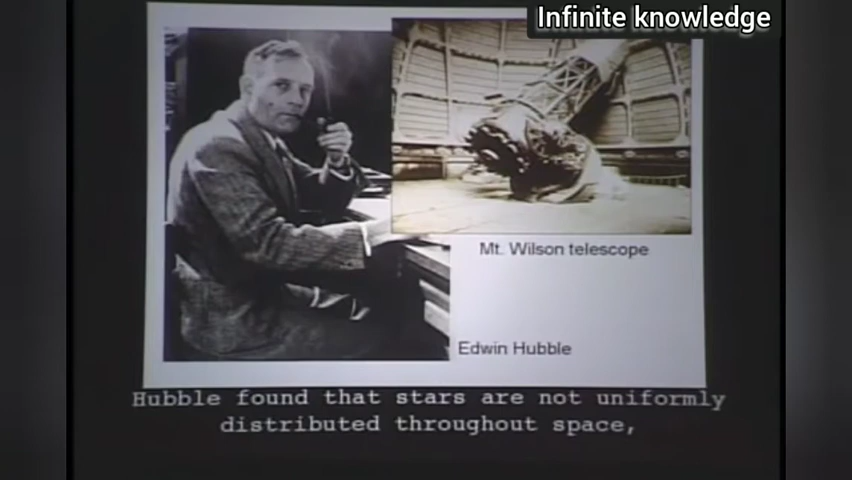 Infinite knowledge
Mt. Wilson telescope
Edwin Hubble
Hubble found that stars are not uniformly
distributed throughout space,